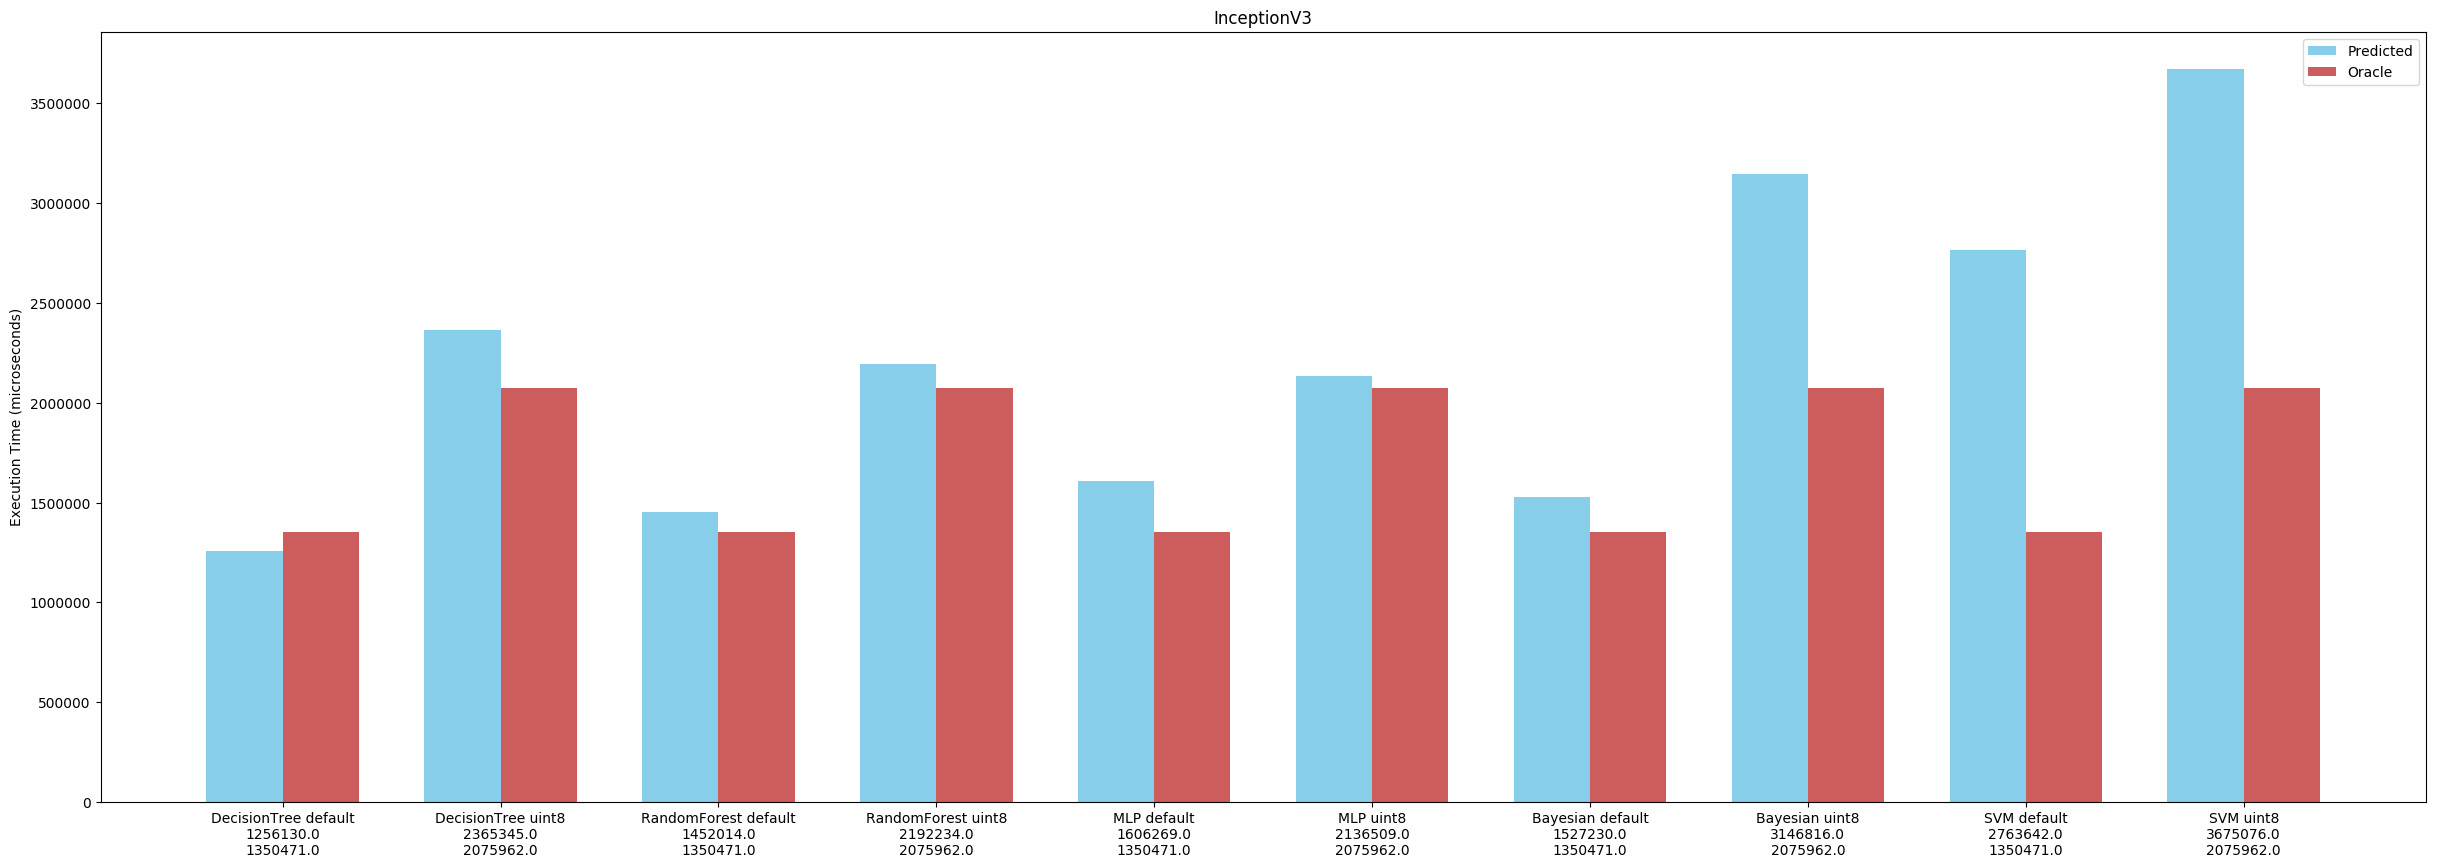 InceptionV3
Predicted
Oracle
Execution Time (microseconds)
3500000
3000000
2500000
2000000
1500000
1000000
500000
0
DecisionTree default
1256130.0
1350471.0
DecisionTree uint8
2365345.0
2075962.0
RandomForest default
1452014.0
1350471.0
RandomForest uint8
2192234.0
2075962.0
MLP default
1606269.0
1350471.0
MLP uint8
2136509.0
2075962.0
Bayesian default
1527230.0
1350471.0
Bayesian uint8
3146816.0
2075962.0
SVM default
2763642.0
1350471.0
SVM uint8
3675076.0
2075962.0